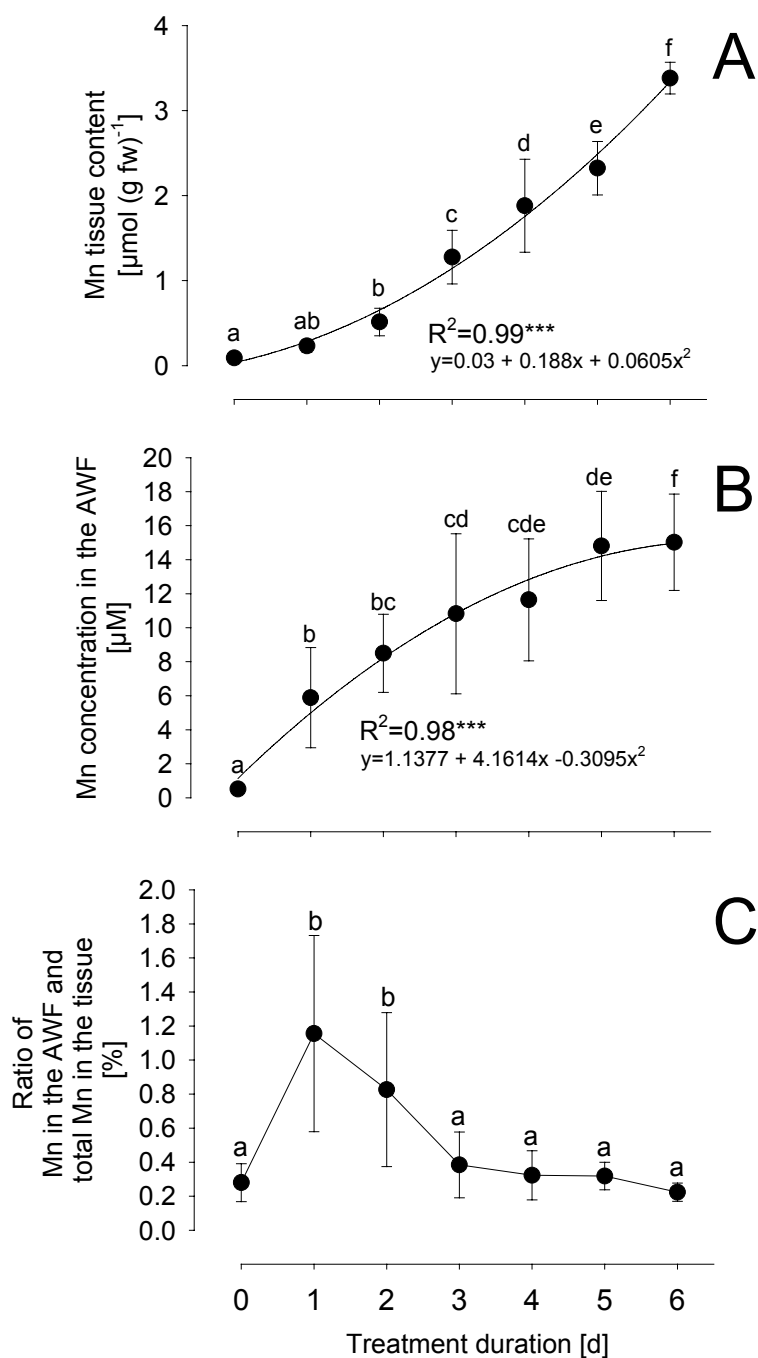 A
Mn tissue content
[µmol (g fw)⁻¹]
4
3
2
1
0
a
ab
b
c
d
e
f
R²=0.99***
y=0.03 + 0.188x + 0.0605x²
B
Mn concentration in the AWF
[µM]
20
18
16
14
12
10
8
6
4
2
0
a
b
bc
cd
cde
de
f
R²=0.98***
y=1.1377 + 4.1614x -0.3095x²
C
Ratio of
Mn in the AWF and
total Mn in the tissue
[%]
2.0
1.8
1.6
1.4
1.2
1.0
0.8
0.6
0.4
0.2
0.0
a
b
b
a
a
a
a
0 1 2 3 4 5 6
Treatment duration [d]